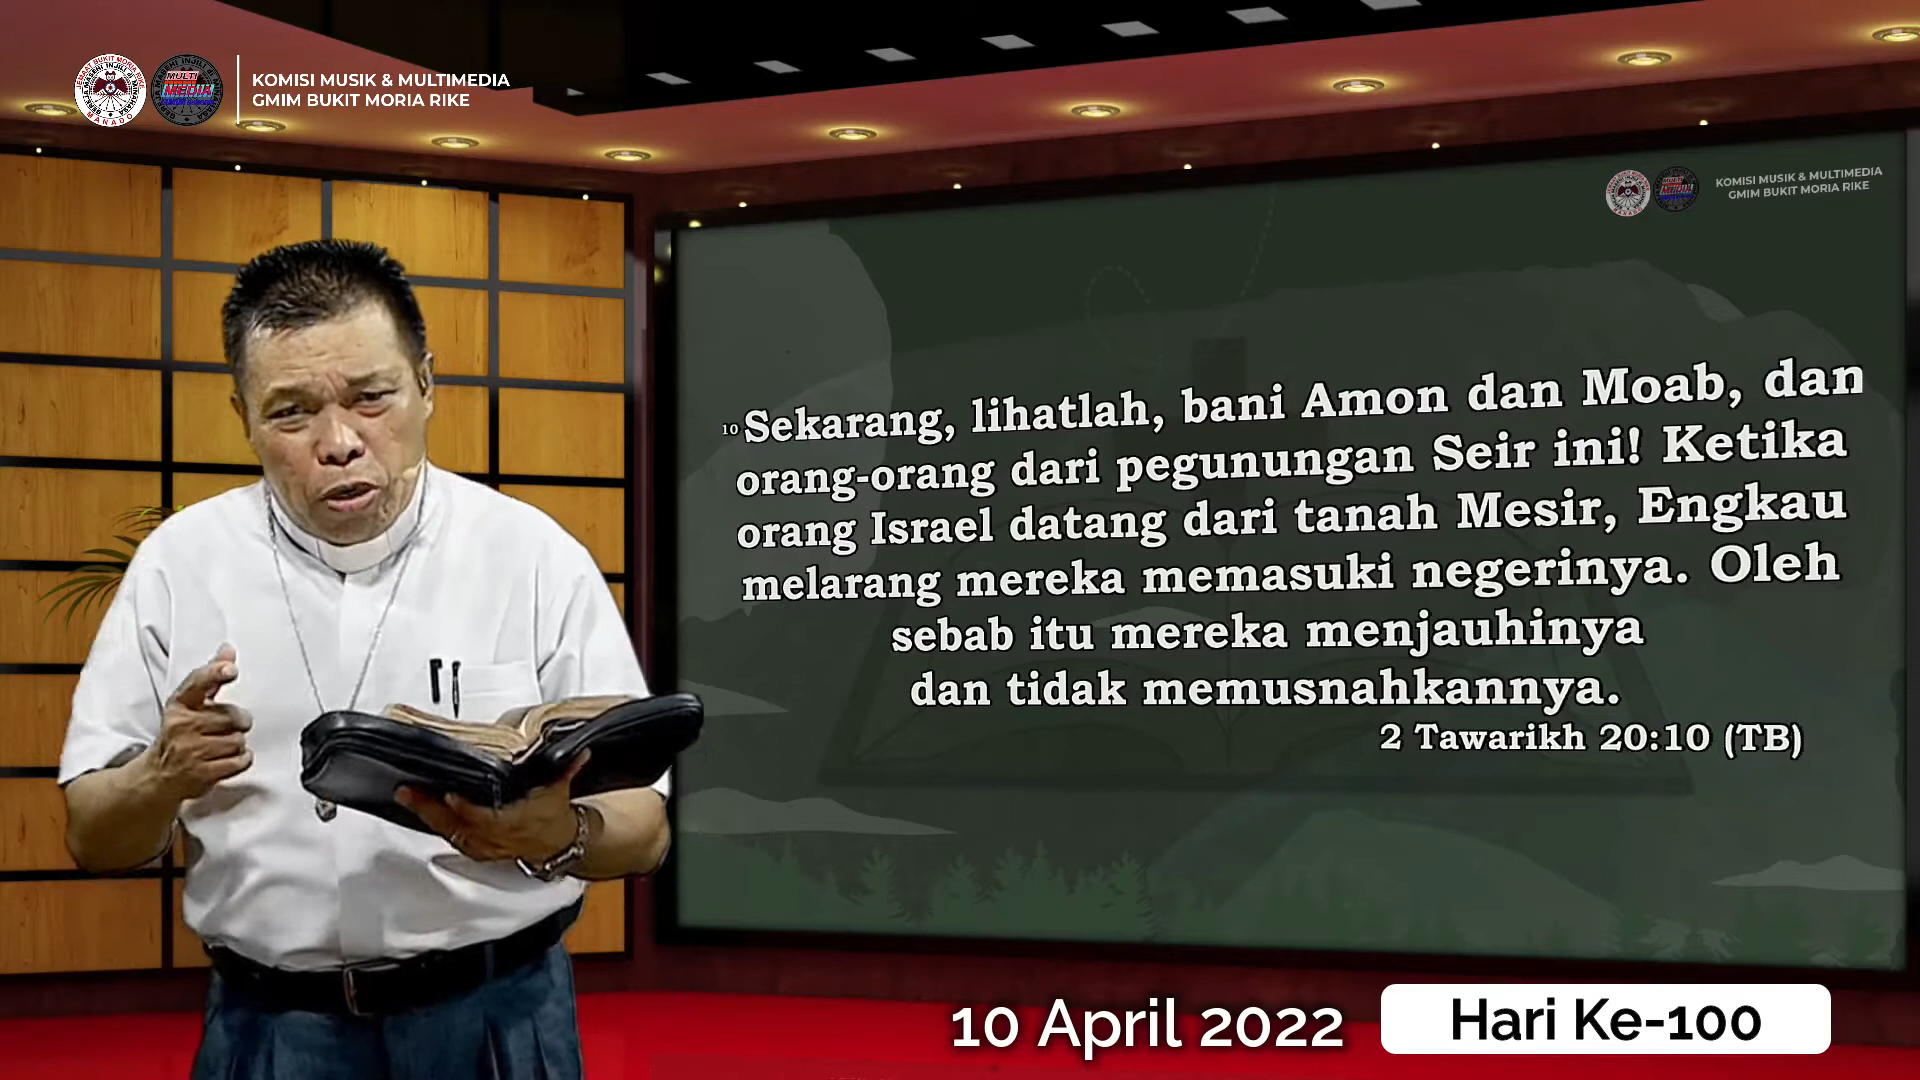 KOMISI MUSIK & MULTIMEDIA
GMIM BUKIT MORIA RIKE
MULTI
MEDIA
MANADO
KOMISI MUSIK & MULTIMEDIA
GMIM BUKIT MORIA RIKE
10 Sekarang, lihatlah, bani Amon dan Moab, dan
orang-orang dari pegunungan Seir ini! Ketika
orang Israel datang dari tanah Mesir, Engkau
melarang mereka memasuki negerinya. Oleh
sebab itu mereka menjauhinya
dan tidak memusnahkannya.
2 Tawarikh 20:10 (TB)
10 April 2022
Hari Ke-100